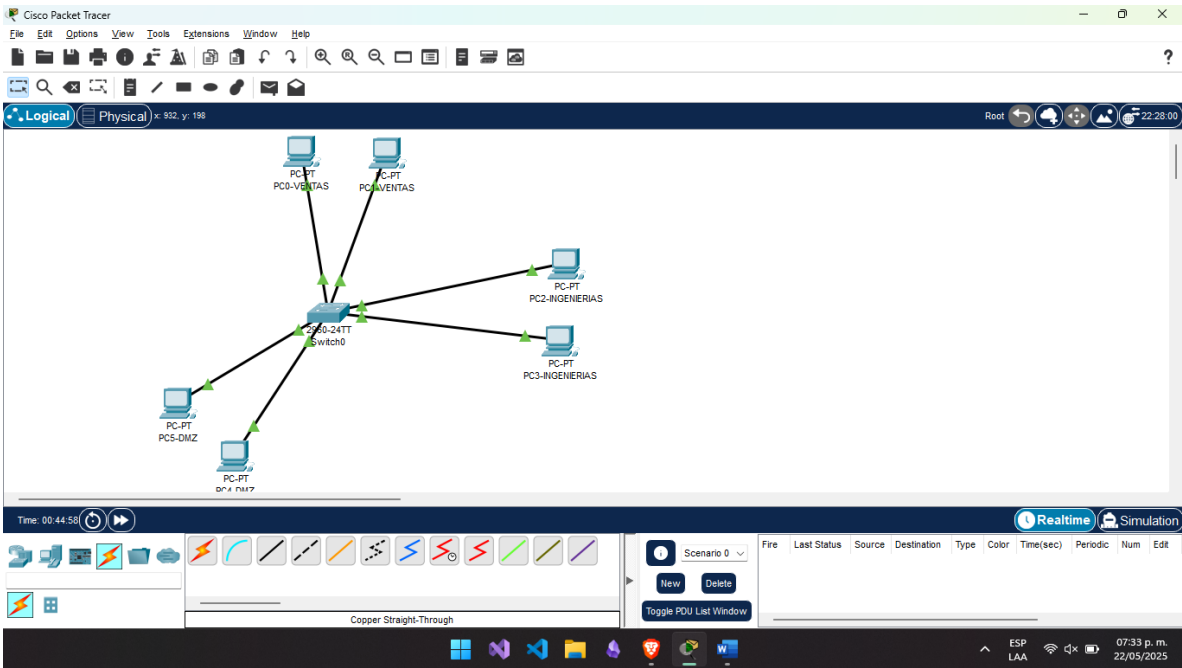 Cisco Packet Tracer
File Edit Options View Tools Extensions Window Help
?
Logical Physical x: 932, y: 198 Root 22:28:00
PC-PT
PC0-VENTAS
PC-PT
PC1-VENTAS
PC-PT
PC2-INGENIERIAS
2960-24TT
Switch0
PC-PT
PC3-INGENIERIAS
PC-PT
PC5-DMZ
PC-PT
PC4-DMZ
Time: 00:44:58 Realtime Simulation
Scenario 0
New Delete
Toggle PDU List Window
Fire Last Status Source Destination Type Color Time(sec) Periodic Num Edit
Copper Straight-Through
ESP
LAA
07:33 p. m.
22/05/2025